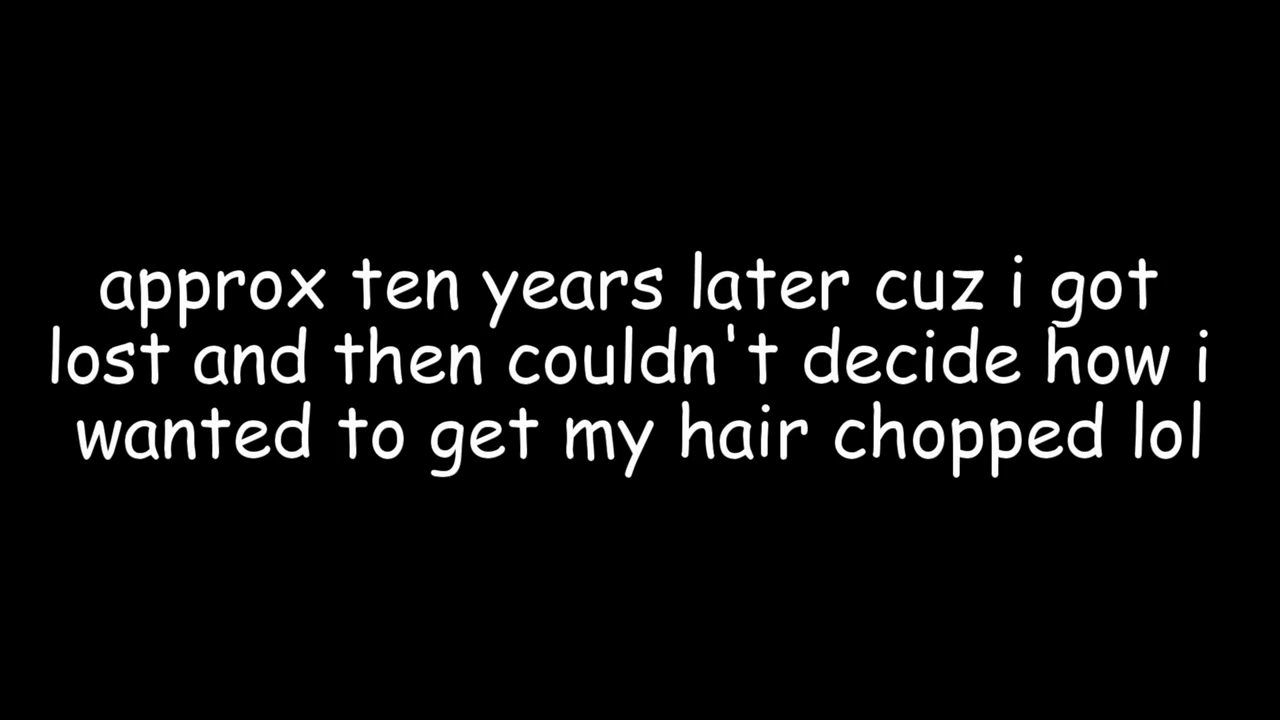 approx ten years later cuz i got
lost and then couldn't decide how i
wanted to get my hair chopped lol